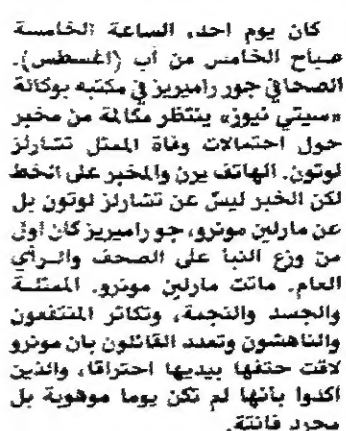 كان يوم احد، الساعة الخامسة
صباح الخامس من آب (اغسطس).
الصحافي جور راميريز في مكتبه بوكالة
«سيتي نيوز» ينتظر مكالمة من مخبر
حول احتمالات وفاة الممثل تشارلز
لوتون. الهاتف يرن والمخبر على الخط
لكن الخبر ليس عن تشارلز لوتون بل
عن مارلين مونرو، جو راميريز كان اول
من وزع النبأ على الصحف والرأي
العام. ماتت مارلين مونرو. الممثلة
والجسد والنجمة، وتكاثر المنتفعون
والناهشون وتعدد القائلون بان مونرو
لاقت حتفها بيديها احتراقا، والذين
اكدوا بأنها لم تكن يوما موهوبة بل
مجرد فاتنة.